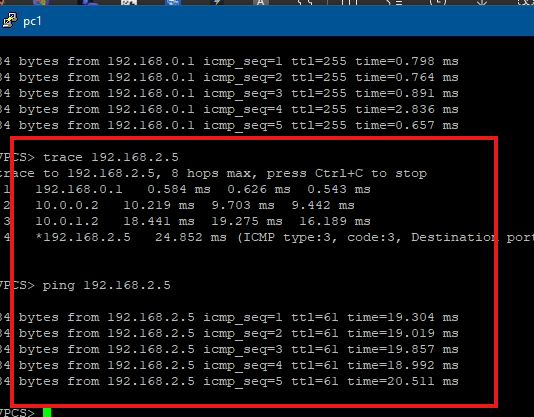 pc1
84 bytes from 192.168.0.1 icmp_seq=1 ttl=255 time=0.798 ms
84 bytes from 192.168.0.1 icmp_seq=2 ttl=255 time=0.764 ms
84 bytes from 192.168.0.1 icmp_seq=3 ttl=255 time=0.891 ms
84 bytes from 192.168.0.1 icmp_seq=4 ttl=255 time=2.836 ms
84 bytes from 192.168.0.1 icmp_seq=5 ttl=255 time=0.657 ms
VPCS> trace 192.168.2.5
trace to 192.168.2.5, 8 hops max, press Ctrl+C to stop
1 192.168.0.1 0.584 ms 0.626 ms 0.543 ms
2 10.0.0.2 10.219 ms 9.703 ms 9.442 ms
3 10.0.1.2 18.441 ms 19.275 ms 16.189 ms
4 *192.168.2.5 24.852 ms (ICMP type:3, code:3, Destination port
VPCS> ping 192.168.2.5
84 bytes from 192.168.2.5 icmp_seq=1 ttl=61 time=19.304 ms
84 bytes from 192.168.2.5 icmp_seq=2 ttl=61 time=19.019 ms
84 bytes from 192.168.2.5 icmp_seq=3 ttl=61 time=19.857 ms
84 bytes from 192.168.2.5 icmp_seq=4 ttl=61 time=18.992 ms
84 bytes from 192.168.2.5 icmp_seq=5 ttl=61 time=20.511 ms
VPCS>